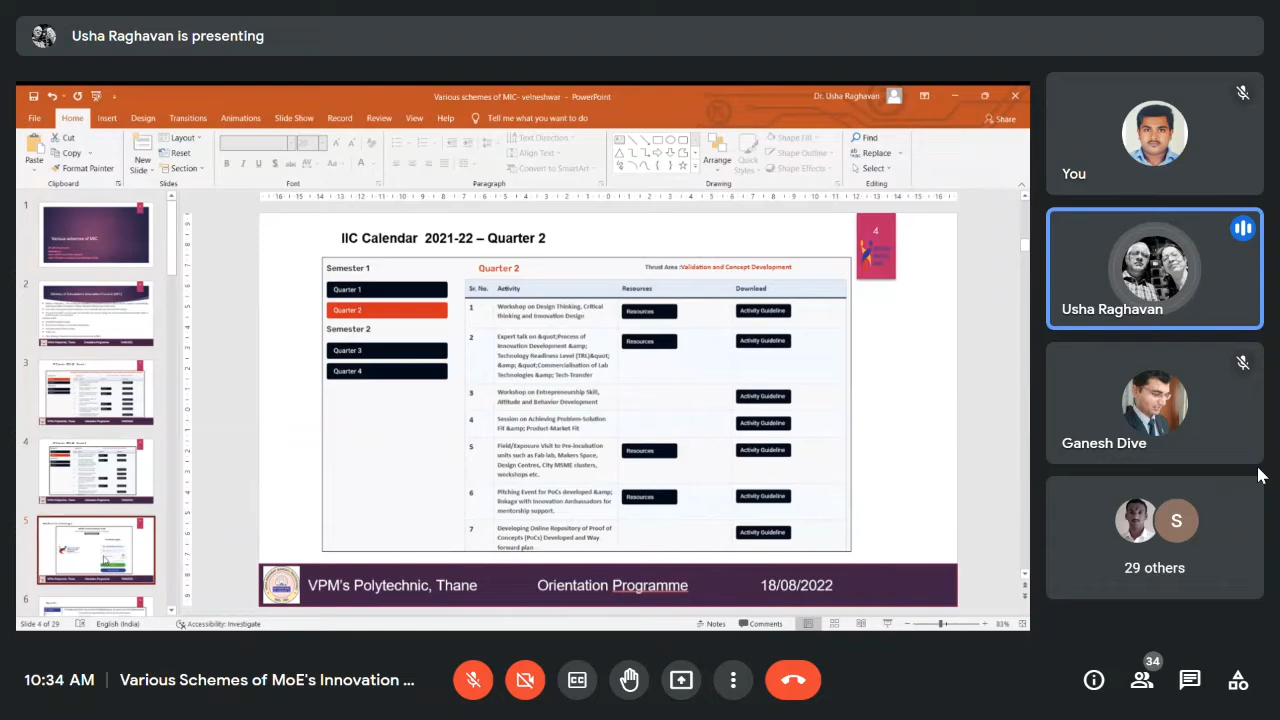 Usha Raghavan is presenting
Various schemes of MIC- velneshwar - PowerPoint
Dr. Usha Raghavan
File Home Insert Design Transitions Animations Slide Show Record Review View Help Tell me what you want to do
Share
Paste
Cut
Copy
Format Painter
Clipboard
New
Slide
Layout
Reset
Section
Slides
Font
Text Direction
Align Text
Convert to SmartArt
Paragraph
Arrange
Quick
Styles
Shape Fill
Shape Outline
Shape Effects
Drawing
Find
Replace
Select
Editing
1
Various schemes of MIC
2
3
4
5
6
IIC Calendar 2021-22 – Quarter 2
4
Semester 1
Quarter 1
Quarter 2
Semester 2
Quarter 3
Quarter 4
Quarter 2
Thrust Area :Validation and Concept Development
Sr. No. Activity Resources Download
1 Workshop on Design Thinking, Critical
thinking and Innovation Design
Resources Activity Guideline
2 Expert talk on &quot;Process of
Innovation Development &amp;
Technology Readiness Level (TRL)&quot;
&amp; &quot;Commercialisation of Lab
Technologies &amp; Tech-Transfer
Resources Activity Guideline
3 Workshop on Entrepreneurship Skill,
Attitude and Behavior Development
Activity Guideline
4 Session on Achieving Problem-Solution
Fit &amp; Product-Market Fit
Activity Guideline
5 Field/Exposure Visit to Pre-incubation
units such as Fab lab, Makers Space,
Design Centres, City MSME clusters,
workshops etc.
Resources Activity Guideline
6 Pitching Event for PoCs developed &amp;
linkage with Innovation Ambassadors for
mentorship support.
Resources Activity Guideline
7 Developing Online Repository of Proof of
Concepts (PoCs) Developed and Way
forward plan
Activity Guideline
VPM's Polytechnic, Thane Orientation Programme 18/08/2022
Slide 4 of 29 English (India) Accessibility: Investigate
Notes Comments 83%
You
Usha Raghavan
Ganesh Dive
S
29 others
10:34 AM Various Schemes of MoE's Innovation ...
34